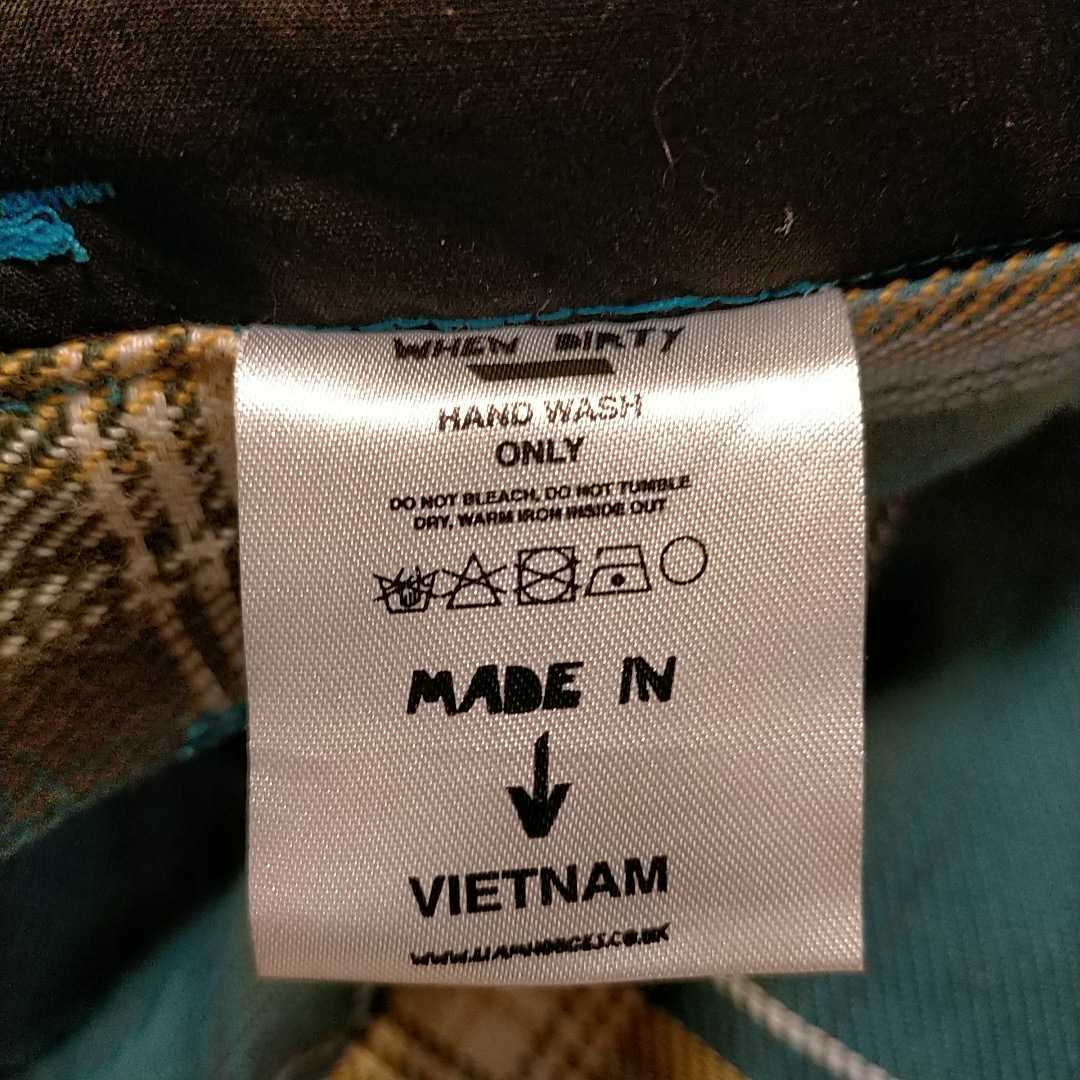 WHEN DIRTY
HAND WASH
ONLY
DO NOT BLEACH, DO NOT TUMBLE
DRY, WARM IRON INSIDE OUT
MADE IN
VIETNAM